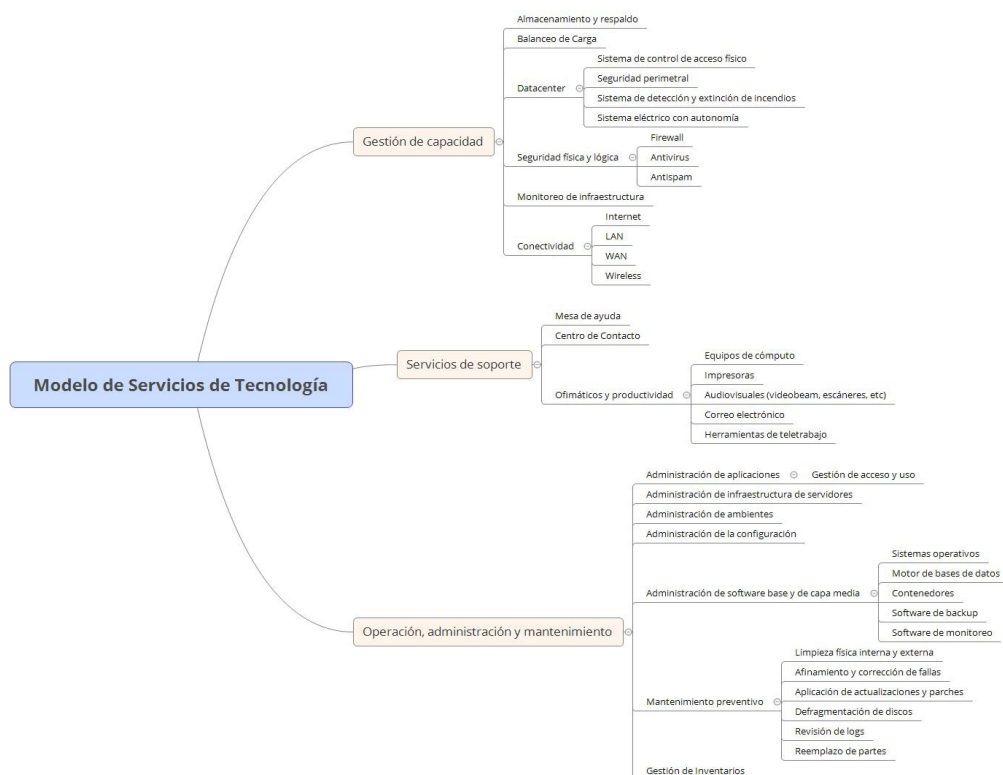 Modelo de Servicios de Tecnología
Gestión de capacidad
Almacenamiento y respaldo
Balanceo de Carga
Datacenter
Sistema de control de acceso físico
Seguridad perimetral
Sistema de detección y extinción de incendios
Sistema eléctrico con autonomía
Seguridad física y lógica
Firewall
Antivirus
Antispam
Monitoreo de infraestructura
Conectividad
Internet
LAN
WAN
Wireless
Servicios de soporte
Mesa de ayuda
Centro de Contacto
Ofimáticos y productividad
Equipos de cómputo
Impresoras
Audiovisuales (videobeam, escáneres, etc)
Correo electrónico
Herramientas de teletrabajo
Operación, administración y mantenimiento
Administración de aplicaciones
Gestión de acceso y uso
Administración de infraestructura de servidores
Administración de ambientes
Administración de la configuración
Administración de software base y de capa media
Sistemas operativos
Motor de bases de datos
Contenedores
Software de backup
Software de monitoreo
Mantenimiento preventivo
Limpieza física interna y externa
Afinamiento y corrección de fallas
Aplicación de actualizaciones y parches
Defragmentación de discos
Revisión de logs
Reemplazo de partes
Gestión de Inventarios